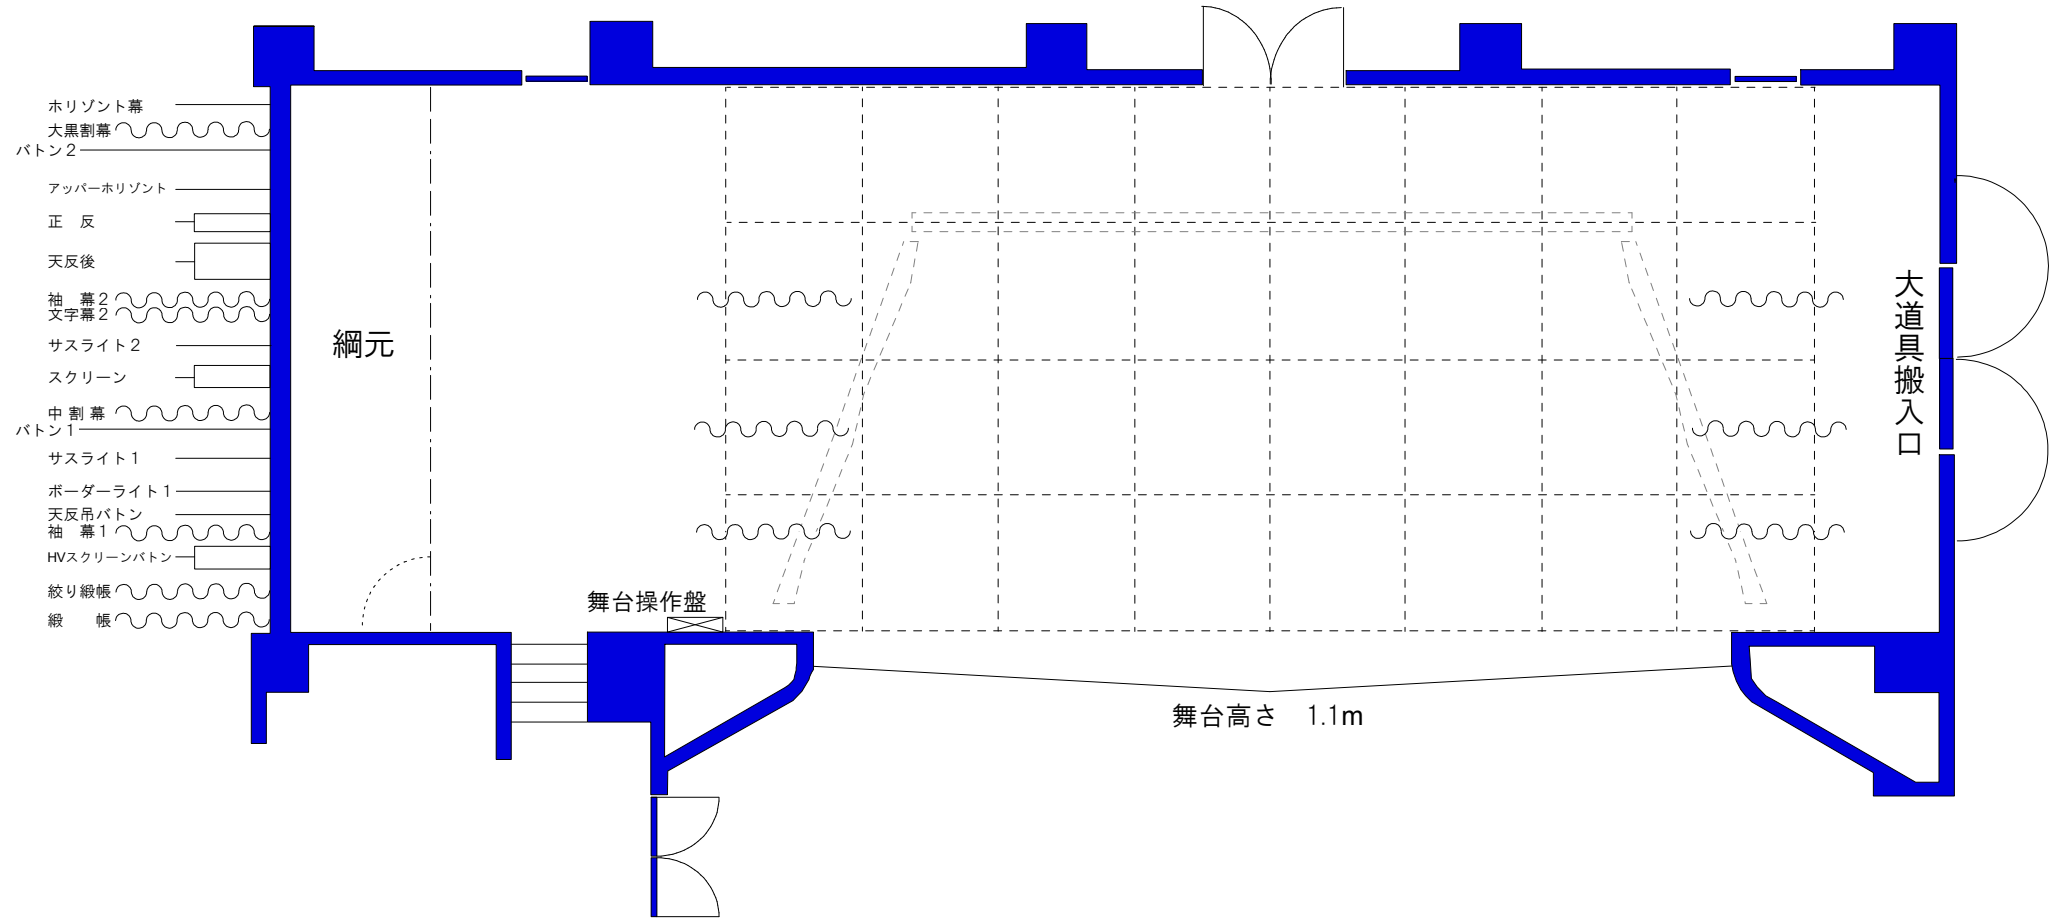 ホリゾント幕
大黒割幕
バトン２
アッパーホリゾント
正　反
天反後
袖　幕２
文字幕２
サスライト２
スクリーン
中 割 幕
バトン１
サスライト１
ボーダーライト１
天反吊バトン
袖　幕１
HVスクリーンバトン
絞り緞帳
緞　　帳
綱元
舞台操作盤
舞台高さ　1.1m
大道具搬入口